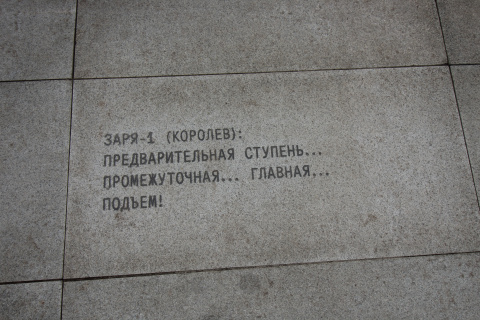 ЗАРЯ-1 (КОРОЛЕВ):
ПРЕДВАРИТЕЛЬНАЯ СТУПЕНЬ...
ПРОМЕЖУТОЧНАЯ... ГЛАВНАЯ...
ПОДЪЕМ!